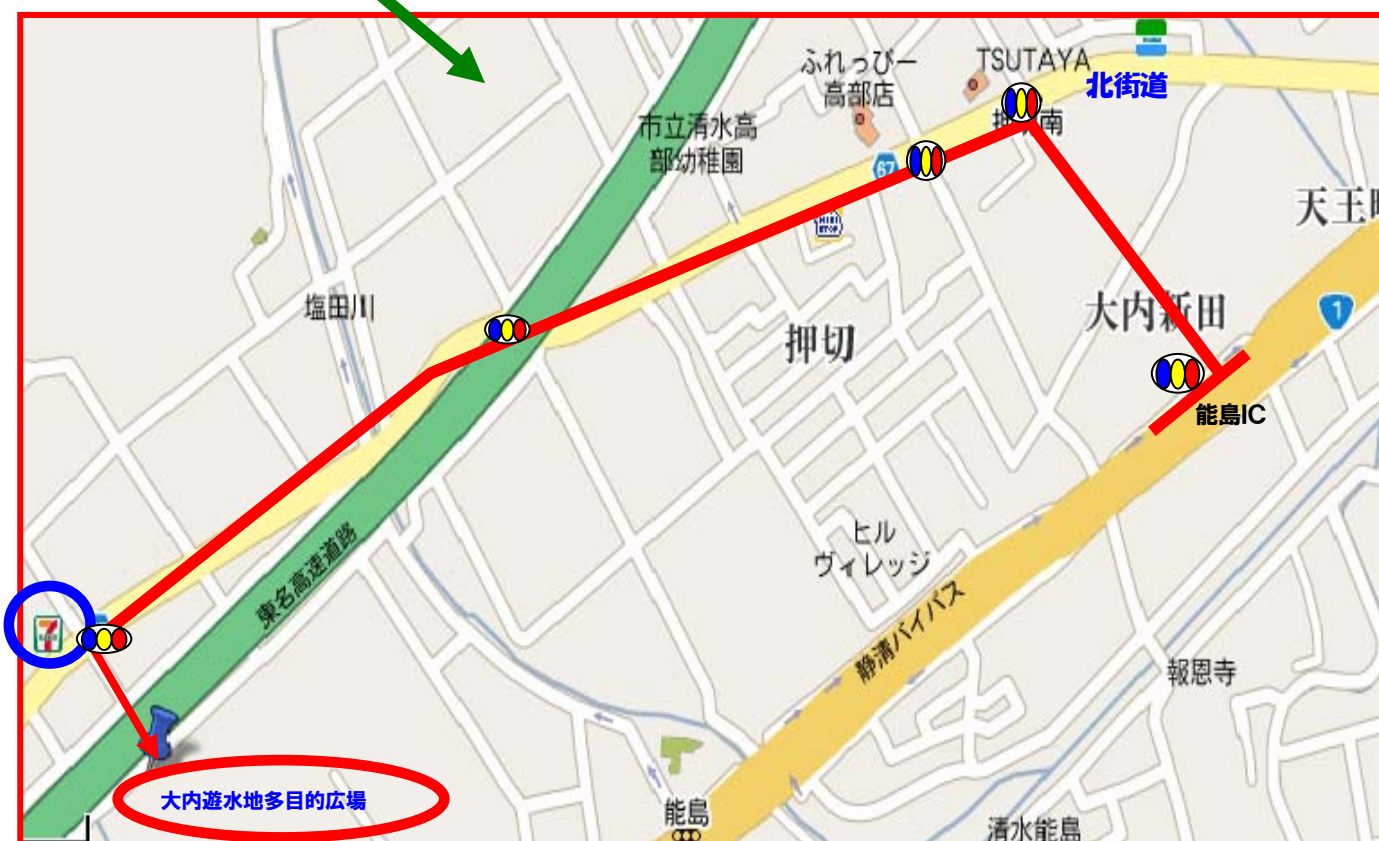 ふれっぴー
高部店
TSUTAYA
北街道
市立清水高
部幼稚園
67
南
MINI
STOP
天王
塩田川
押切
大内新田
1
能島IC
東名高速道路
ヒル
ヴィレッジ
静清バイパス
7
報恩寺
大内遊水地多目的広場
能島
清水能島